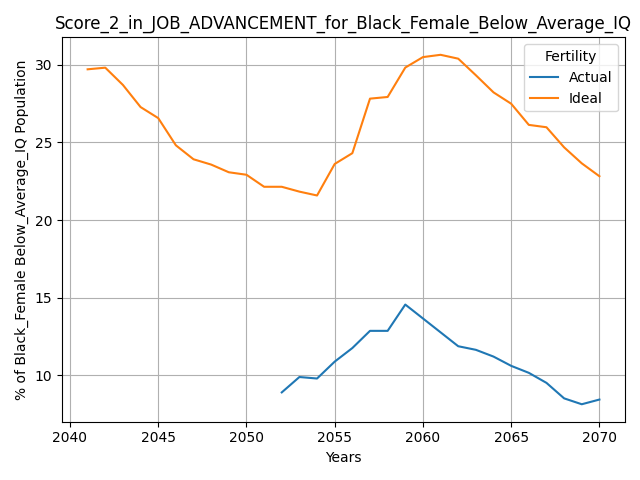 Score_2_in_JOB_ADVANCEMENT_for_Black_Female_Below_Average_IQ
% of Black_Female Below_Average_IQ Population
30
25
20
15
10
Fertility
Actual
Ideal
2040 2045 2050 2055 2060 2065 2070
Years